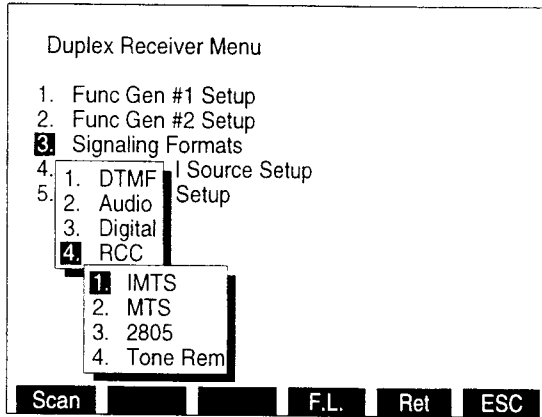 Duplex Receiver Menu
1. Func Gen #1 Setup
2. Func Gen #2 Setup
3. Signaling Formats
4. l Source Setup
5. Setup
1. DTMF
2. Audio
3. Digital
4. RCC
1. IMTS
2. MTS
3. 2805
4. Tone Rem
Scan F.L. Ret ESC